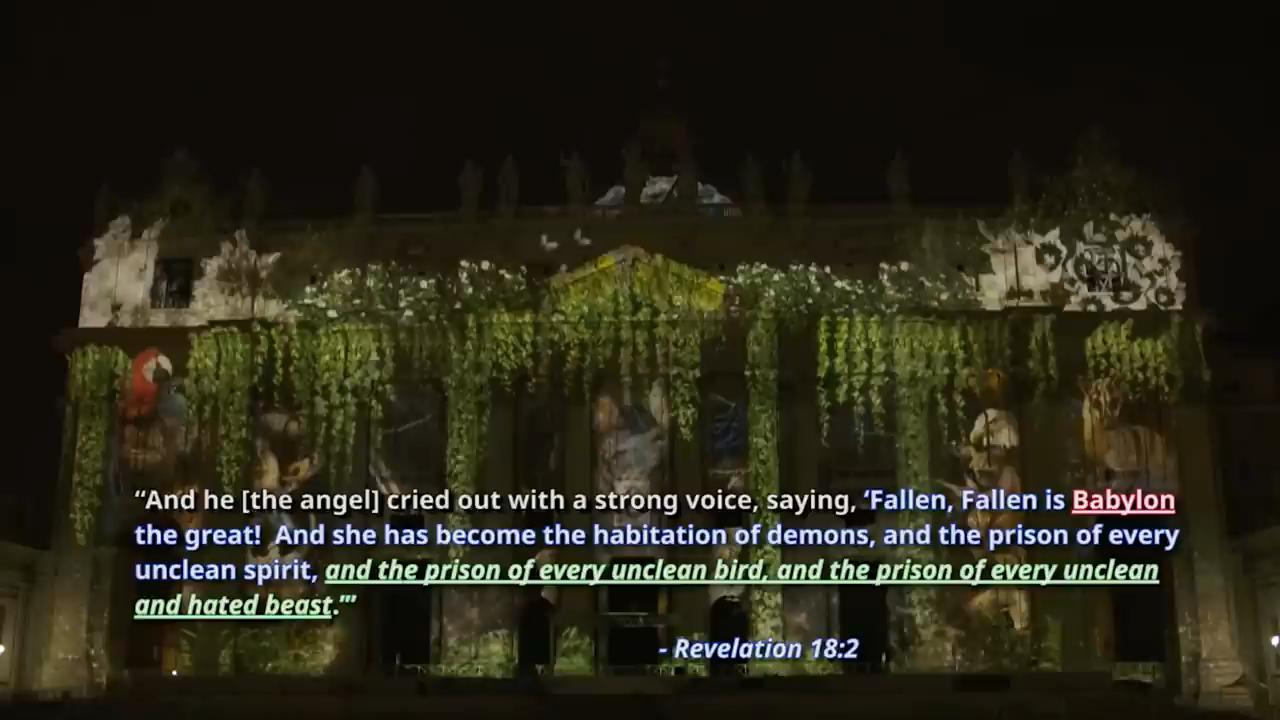 “And he [the angel] cried out with a strong voice, saying, ‘Fallen, Fallen is Babylon
the great!  And she has become the habitation of demons, and the prison of every
unclean spirit, and the prison of every unclean bird, and the prison of every unclean
and hated beast.’”
- Revelation 18:2